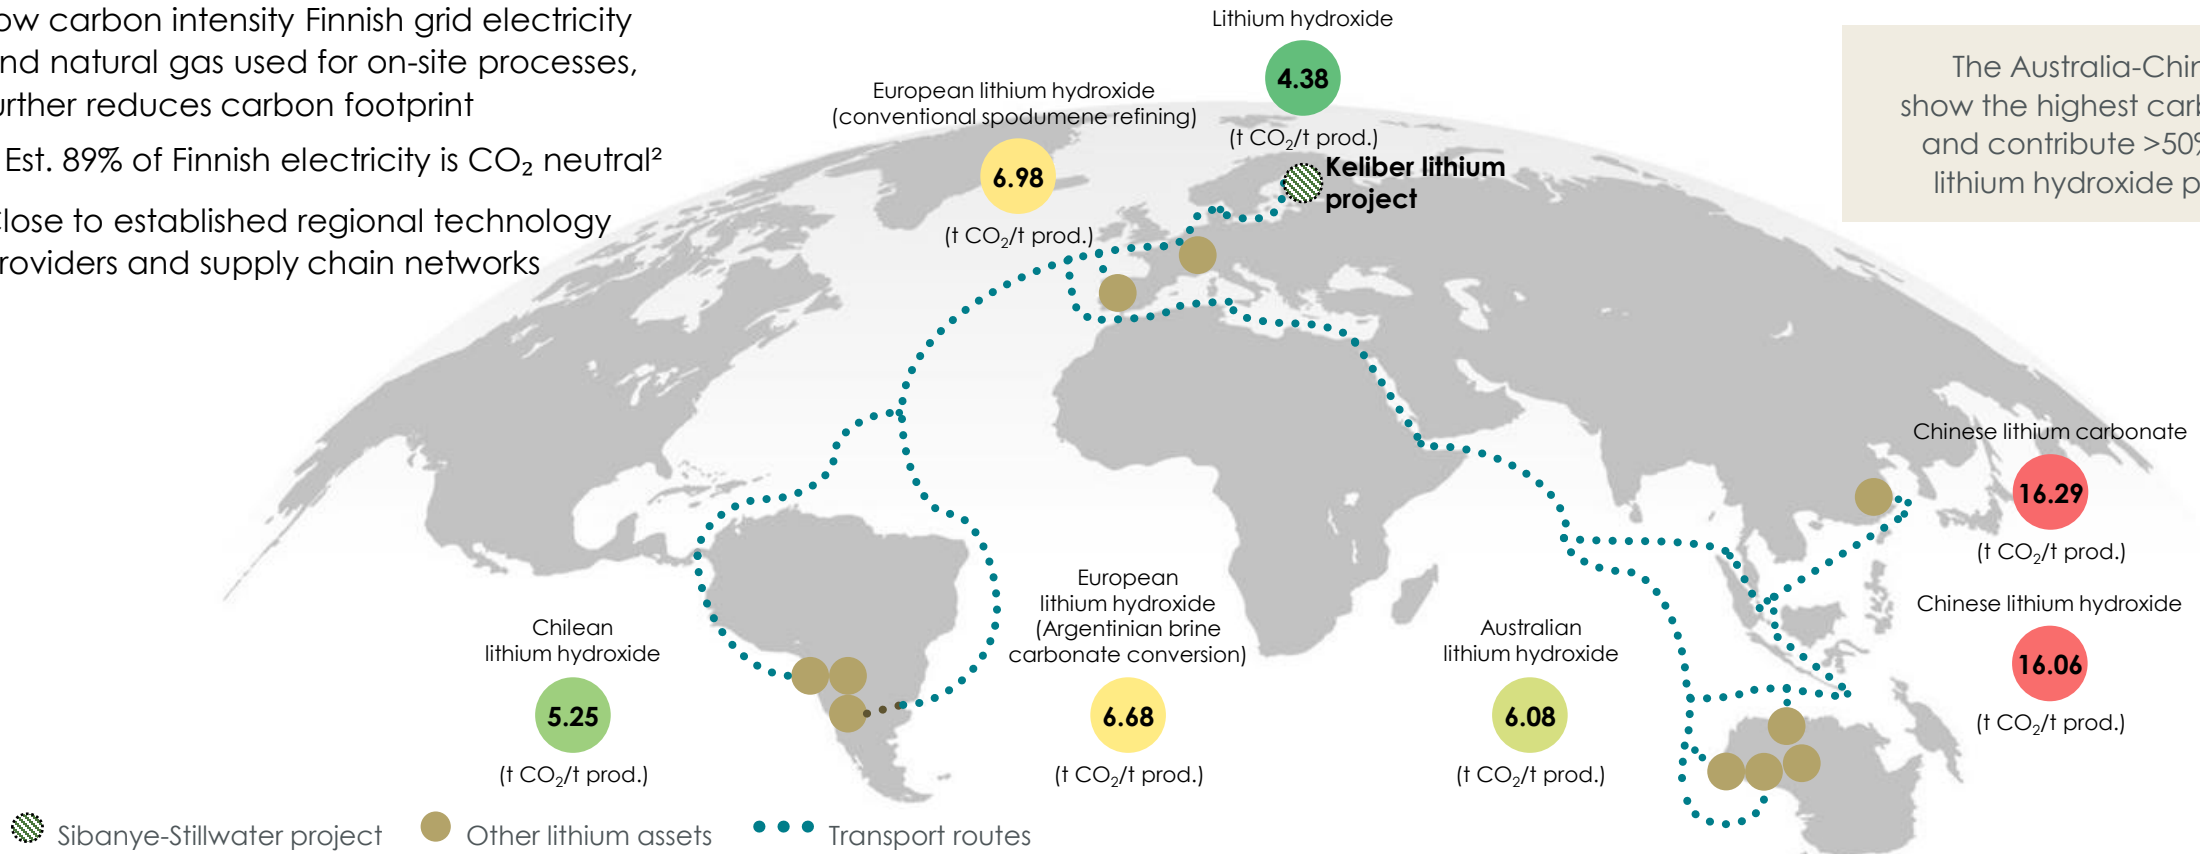 ow carbon intensity Finnish grid electricity
nd natural gas used for on-site processes,
urther reduces carbon footprint
Est. 89% of Finnish electricity is CO₂ neutral²
lose to established regional technology
roviders and supply chain networks
Lithium hydroxide
4.38
(t CO₂/t prod.)
Keliber lithium
project
European lithium hydroxide
(conventional spodumene refining)
6.98
(t CO₂/t prod.)
The Australia-Chin
show the highest carb
and contribute >50%
lithium hydroxide p
Chinese lithium carbonate
16.29
(t CO₂/t prod.)
Chinese lithium hydroxide
16.06
(t CO₂/t prod.)
Chilean
lithium hydroxide
5.25
(t CO₂/t prod.)
European
lithium hydroxide
(Argentinian brine
carbonate conversion)
6.68
(t CO₂/t prod.)
Australian
lithium hydroxide
6.08
(t CO₂/t prod.)
Sibanye-Stillwater project
Other lithium assets
Transport routes